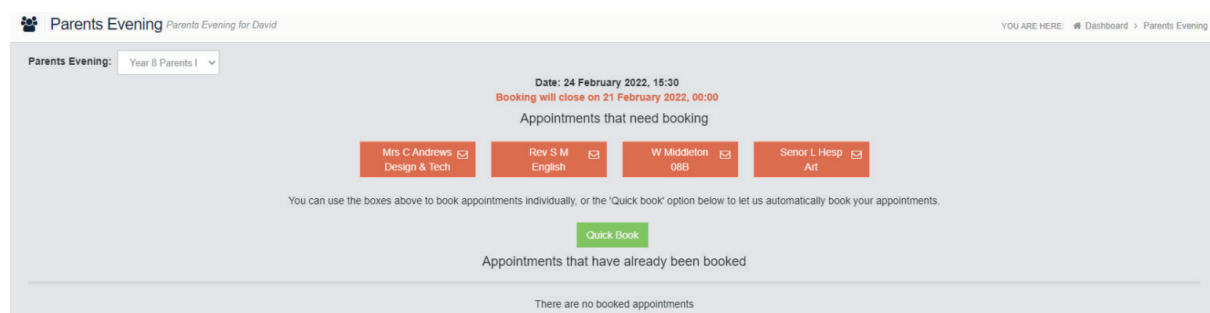 Parents Evening Parents Evening for David
YOU ARE HERE: Dashboard > Parents Evening
Parents Evening: Year 8 Parents I
Date: 24 February 2022, 15:30
Booking will close on 21 February 2022, 00:00
Appointments that need booking
Mrs C Andrews
Design & Tech
Rev S M
English
W Middleton
08B
Senor L Hesp
Art
You can use the boxes above to book appointments individually, or the 'Quick book' option below to let us automatically book your appointments.
Quick Book
Appointments that have already been booked
There are no booked appointments